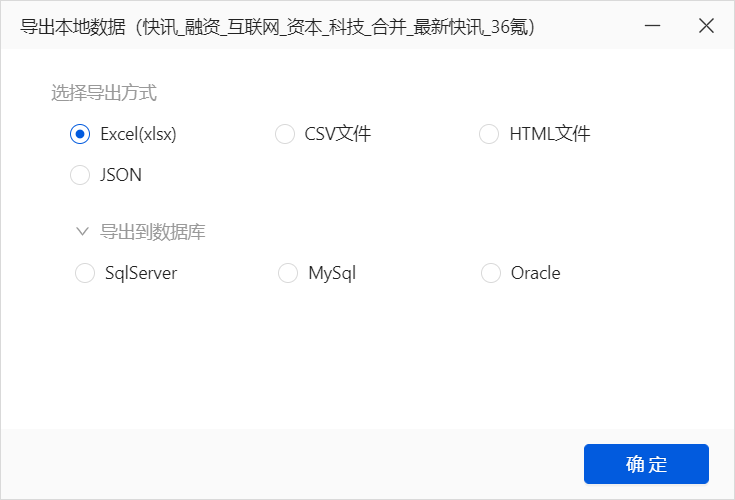 导出本地数据（快讯_融资_互联网_资本_科技_合并_最新快讯_36氪）
选择导出方式
Excel(xlsx) CSV文件 HTML文件
JSON
导出到数据库
SqlServer MySql Oracle
确定